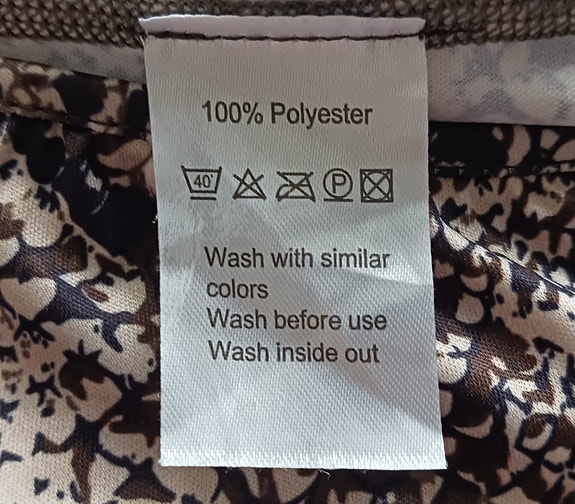 100% Polyester
40° P
Wash with similar
colors
Wash before use
Wash inside out